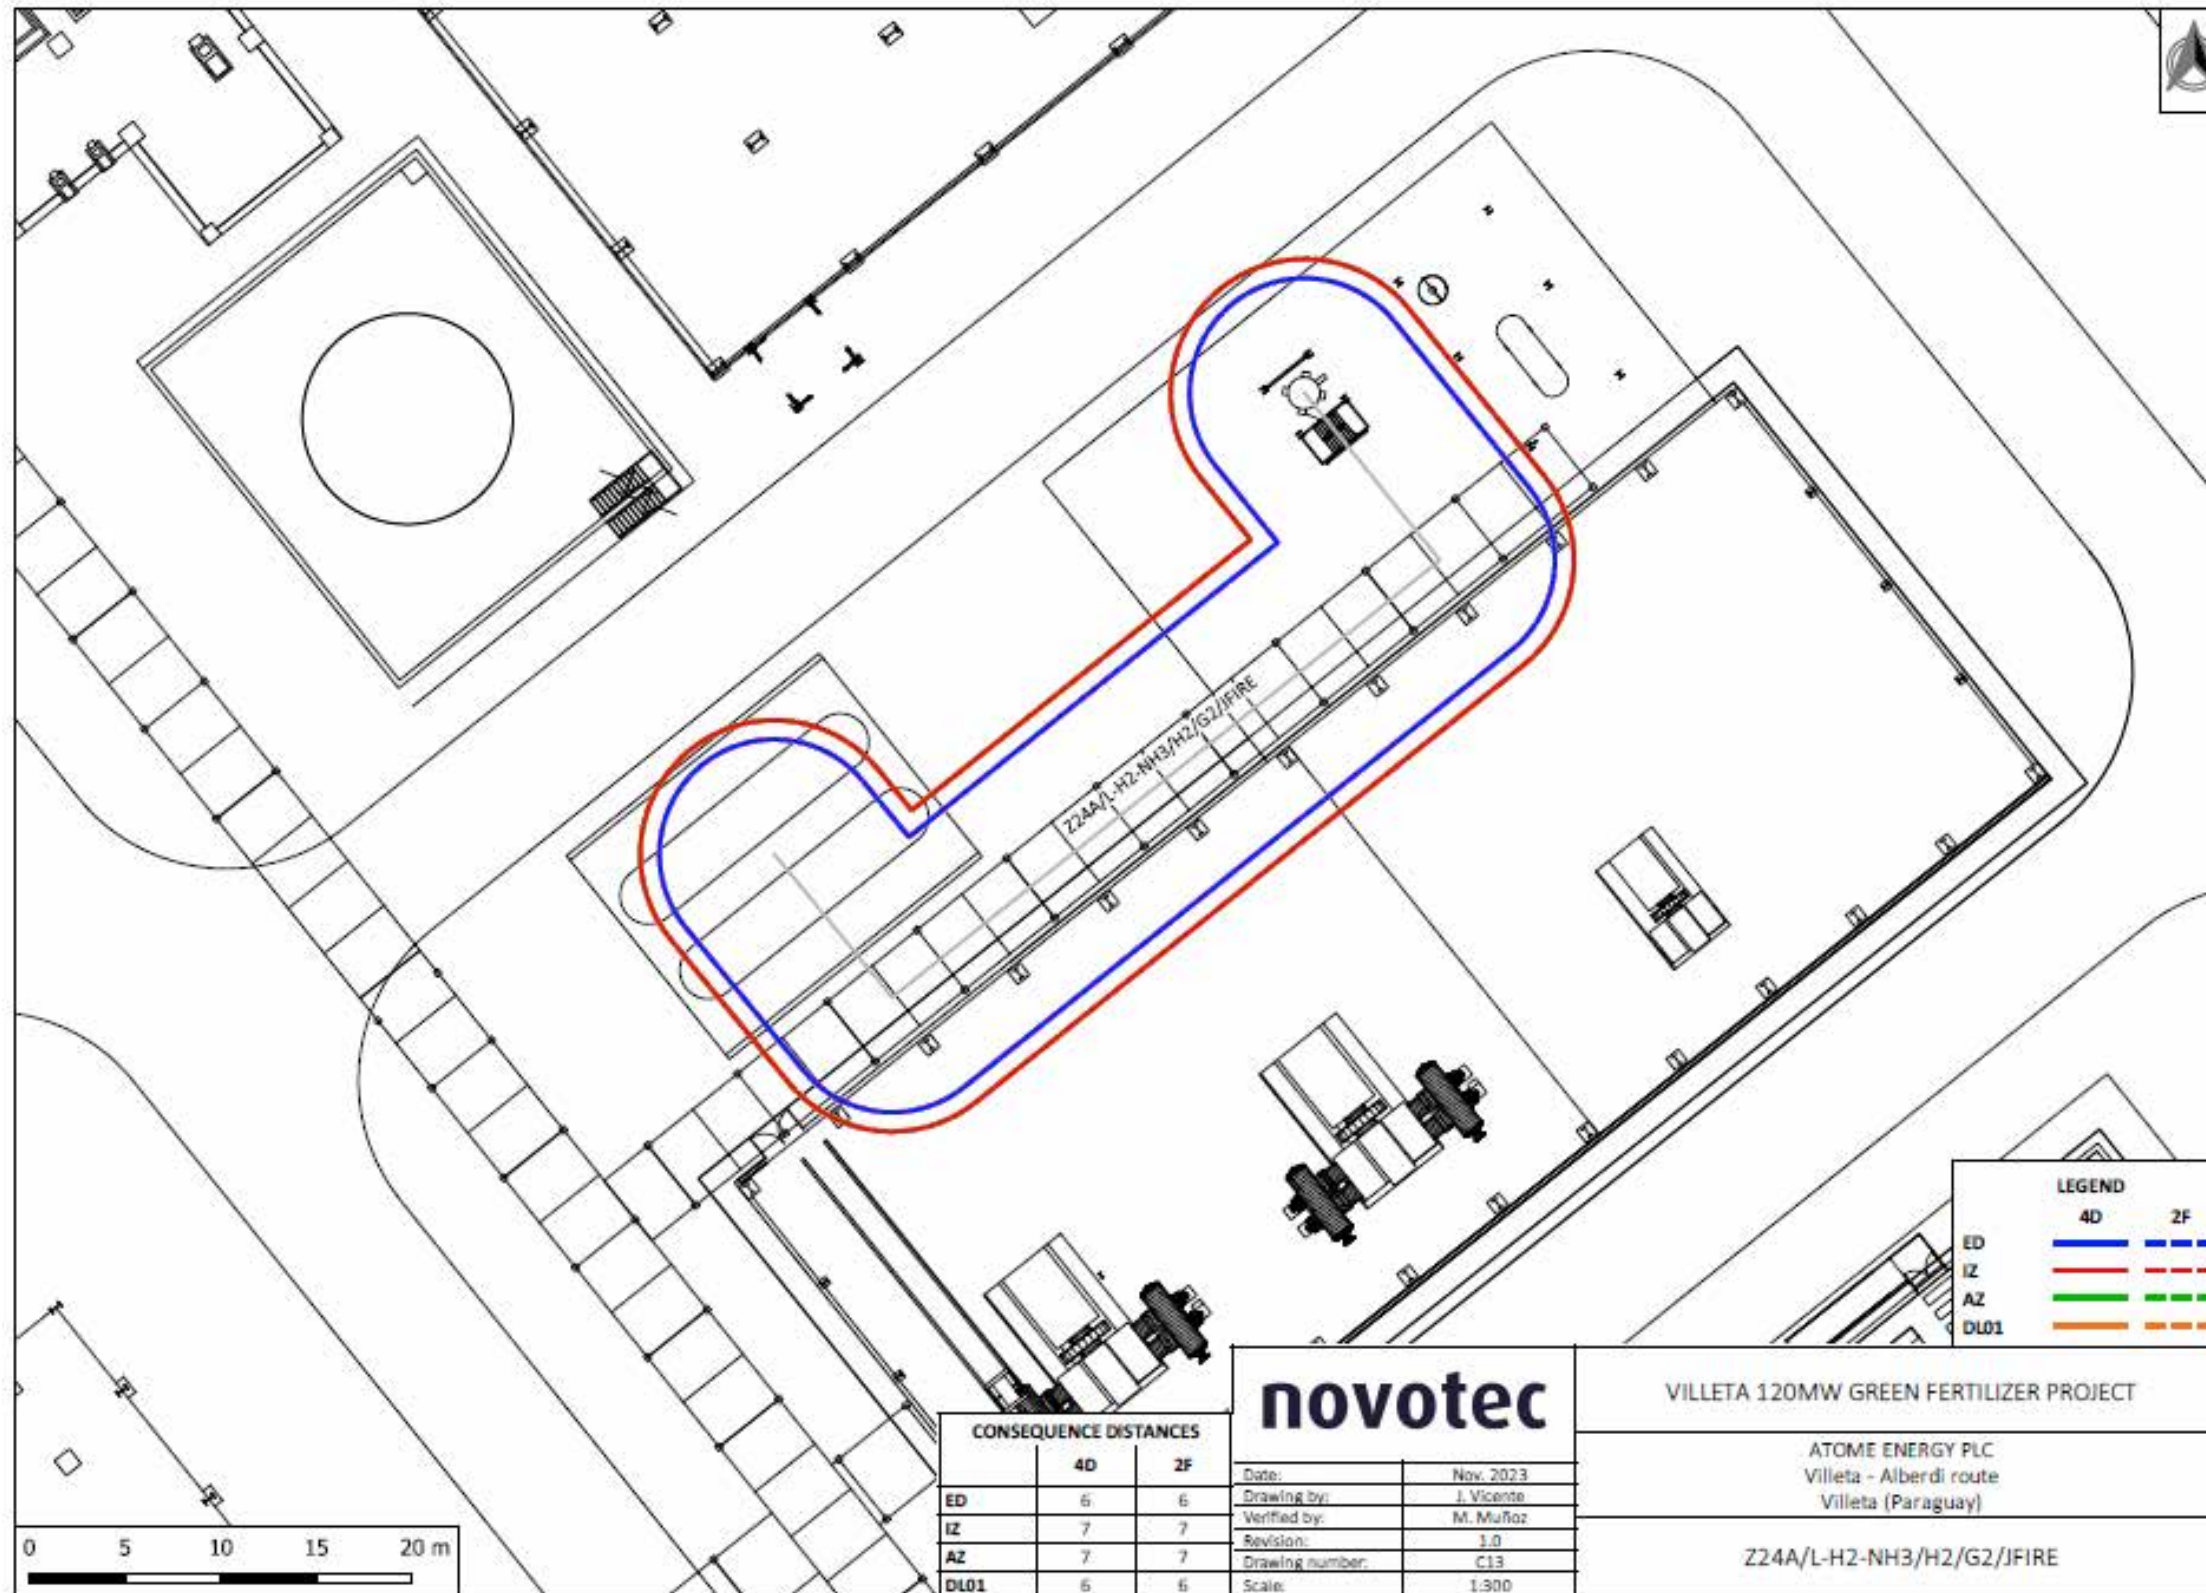 Z24A/L-H2-NH3/H2/G2/JFIRE
LEGEND
4D 2F
ED
IZ
AZ
DL01
CONSEQUENCE DISTANCES
4D 2F
ED 6 6
IZ 7 7
AZ 7 7
DL01 6 6
novotec
Date: Nov. 2023
Drawing by: J. Vicente
Verified by: M. Muñoz
Revision: 1.0
Drawing number: C13
Scale: 1:300
VILLETA 120MW GREEN FERTILIZER PROJECT
ATOME ENERGY PLC
Villeta - Alberdi route
Villeta (Paraguay)
Z24A/L-H2-NH3/H2/G2/JFIRE
0 5 10 15 20 m